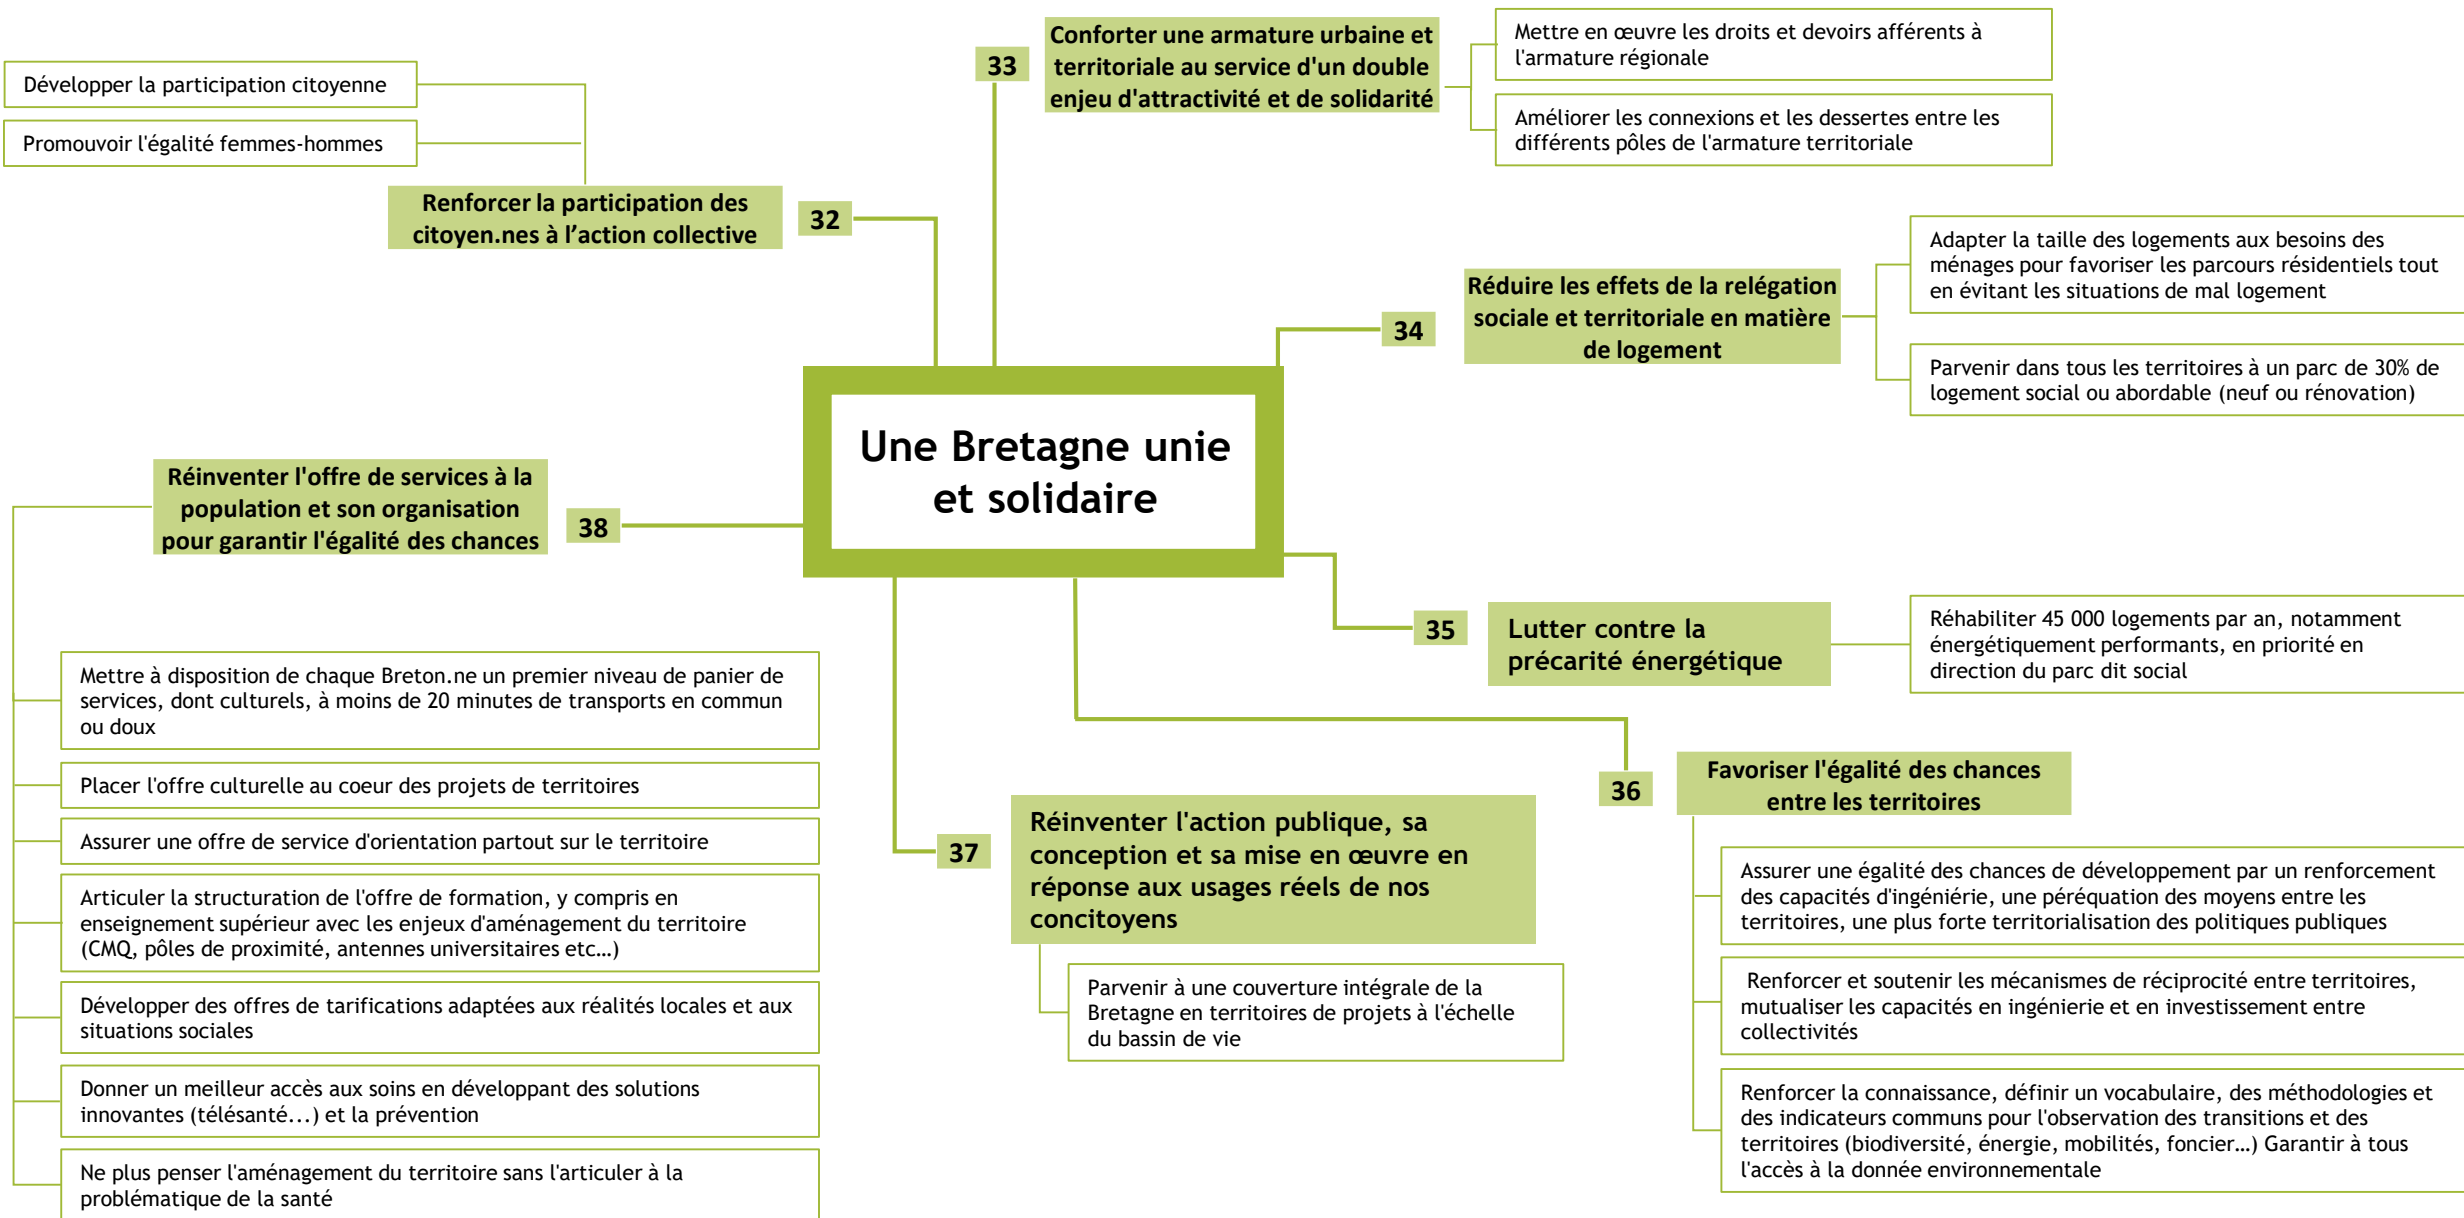 Une Bretagne unie
et solidaire
32
Renforcer la participation des
citoyen.nes à l’action collective
Développer la participation citoyenne
Promouvoir l'égalité femmes-hommes
33
Conforter une armature urbaine et
territoriale au service d'un double
enjeu d'attractivité et de solidarité
Mettre en œuvre les droits et devoirs afférents à
l'armature régionale
Améliorer les connexions et les dessertes entre les
différents pôles de l'armature territoriale
34
Réduire les effets de la relégation
sociale et territoriale en matière
de logement
Adapter la taille des logements aux besoins des
ménages pour favoriser les parcours résidentiels tout
en évitant les situations de mal logement
Parvenir dans tous les territoires à un parc de 30% de
logement social ou abordable (neuf ou rénovation)
35
Lutter contre la
précarité énergétique
Réhabiliter 45 000 logements par an, notamment
énergétiquement performants, en priorité en
direction du parc dit social
36
Favoriser l'égalité des chances
entre les territoires
Assurer une égalité des chances de développement par un renforcement
des capacités d'ingéniérie, une péréquation des moyens entre les
territoires, une plus forte territorialisation des politiques publiques
Renforcer et soutenir les mécanismes de réciprocité entre territoires,
mutualiser les capacités en ingénierie et en investissement entre
collectivités
Renforcer la connaissance, définir un vocabulaire, des méthodologies et
des indicateurs communs pour l'observation des transitions et des
territoires (biodiversité, énergie, mobilités, foncier…) Garantir à tous
l'accès à la donnée environnementale
37
Réinventer l'action publique, sa
conception et sa mise en œuvre en
réponse aux usages réels de nos
concitoyens
Parvenir à une couverture intégrale de la
Bretagne en territoires de projets à l'échelle
du bassin de vie
38
Réinventer l'offre de services à la
population et son organisation
pour garantir l'égalité des chances
Mettre à disposition de chaque Breton.ne un premier niveau de panier de
services, dont culturels, à moins de 20 minutes de transports en commun
ou doux
Placer l'offre culturelle au coeur des projets de territoires
Assurer une offre de service d'orientation partout sur le territoire
Articuler la structuration de l'offre de formation, y compris en
enseignement supérieur avec les enjeux d'aménagement du territoire
(CMQ, pôles de proximité, antennes universitaires etc…)
Développer des offres de tarifications adaptées aux réalités locales et aux
situations sociales
Donner un meilleur accès aux soins en développant des solutions
innovantes (télésanté...) et la prévention
Ne plus penser l'aménagement du territoire sans l'articuler à la
problématique de la santé